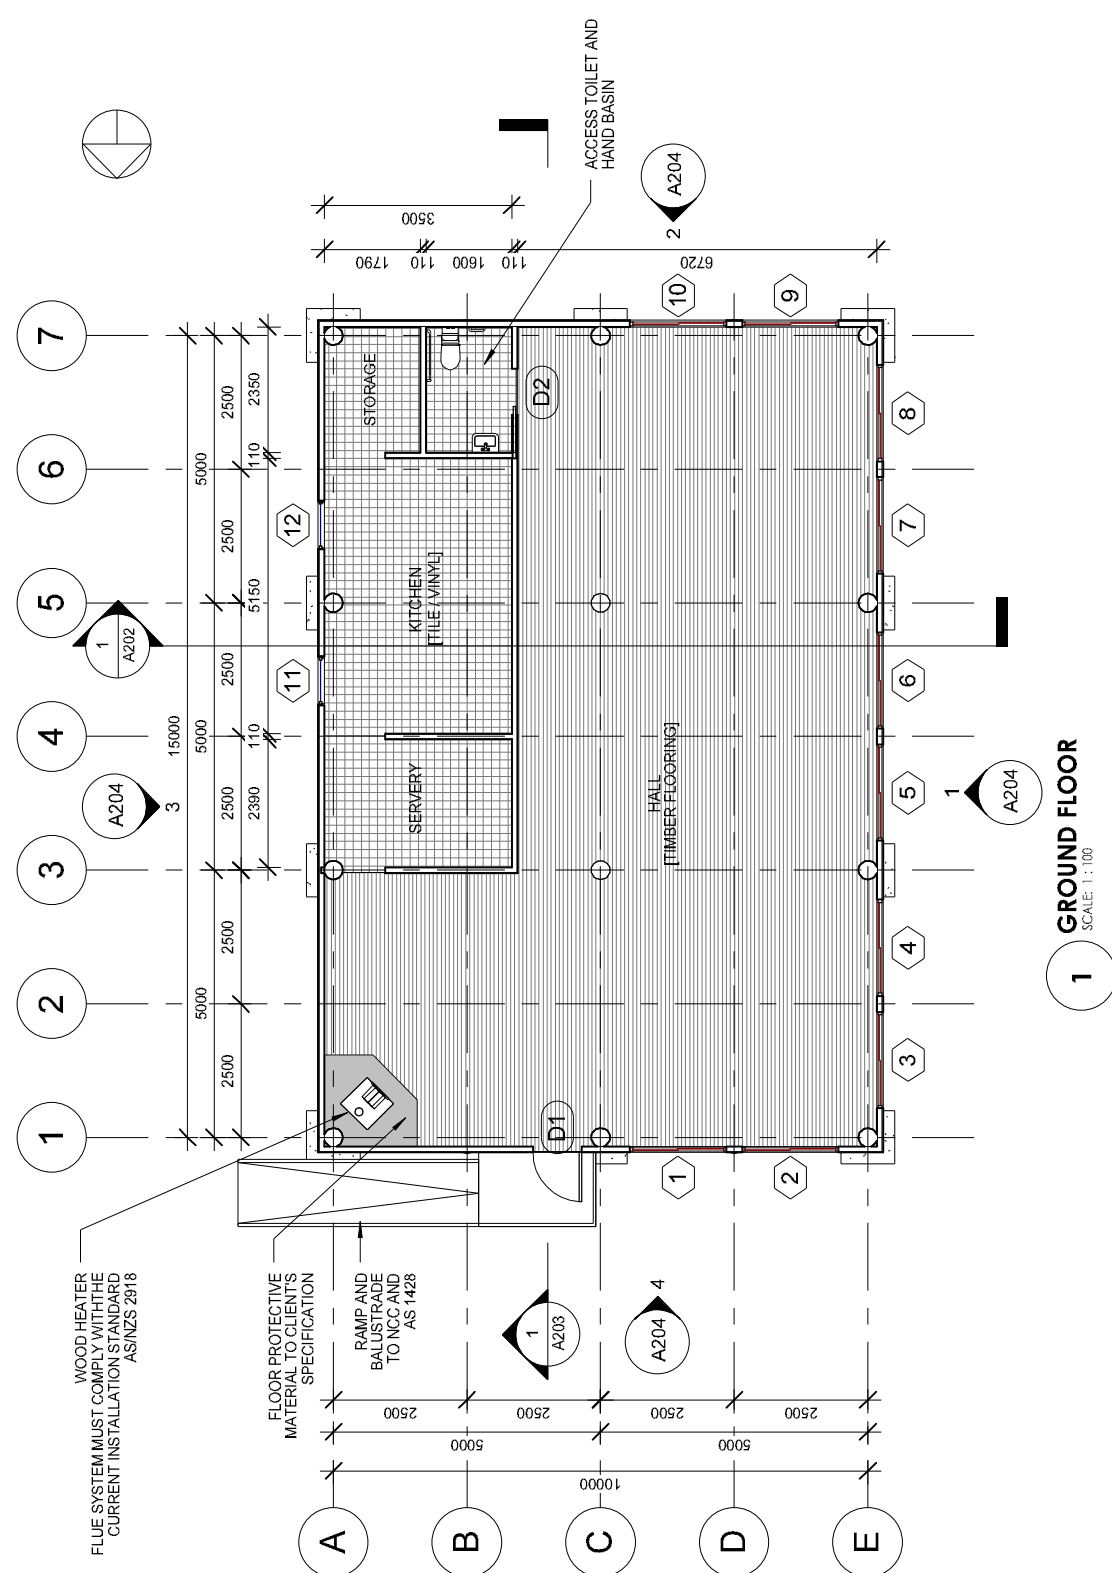 1
2
3
4
5
6
7
15000
5000
5000
5000
2500
2500
2500
2500
2500
2500
2390
110
5150
110
2350
A204
3
1
A202
11
12
WOOD HEATER
FLUE SYSTEM MUST COMPLY WITH THE
CURRENT INSTALLATION STANDARD
AS/NZS 2918
FLOOR PROTECTIVE
MATERIAL TO CLIENT'S
SPECIFICATION
RAMP AND
BALUSTRADE
TO NCC AND
AS 1428
A
B
C
D
E
10000
5000
5000
2500
2500
2500
2500
1
A203
A204
4
SERVERY
KITCHEN
[TILE / VINYL]
STORAGE
D1
D2
HALL
[TIMBER FLOORING]
3500
1790
110
1600
110
6720
ACCESS TOILET AND
HAND BASIN
A204
2
10
9
1
2
3
4
5
6
7
8
1
A204
1
GROUND FLOOR
SCALE: 1 : 100